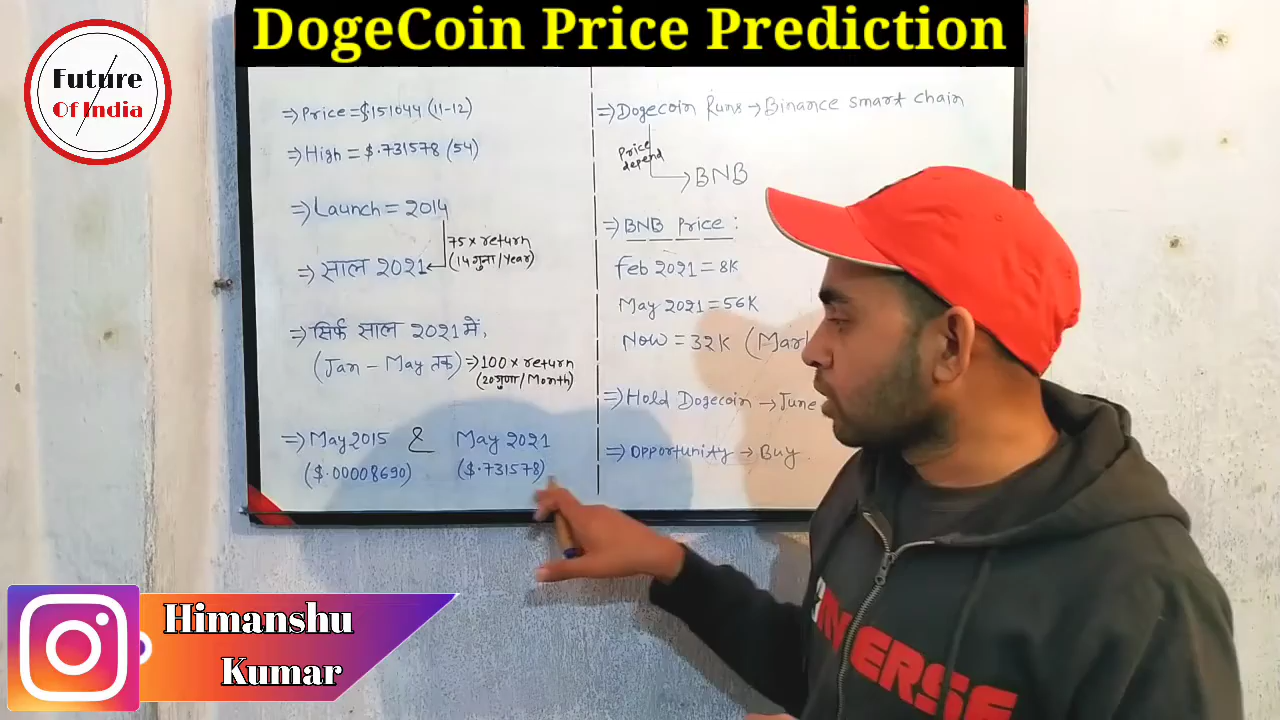 DogeCoin Price Prediction
Future
Of India
⇒ Price = $151044 (11-12)
⇒ High = $.731578 (54)
⇒ Launch = 2014
75 x return
(14 गुना/Year)
⇒ साल 2021
⇒ सिर्फ साल 2021 में,
(Jan - May तक) ⇒ 100 x return
(20 गुणा/Month)
⇒ May 2015 & May 2021
($.00008690) ($.731578)
⇒ Dogecoin Runs → Binance smart chain
Price
depend
BNB
⇒ BNB Price :
Feb 2021 = 8K
May 2021 = 56K
Now = 32K (Mar
⇒ Hold Dogecoin → June
⇒ Opportunity → Buy
Himanshu
Kumar